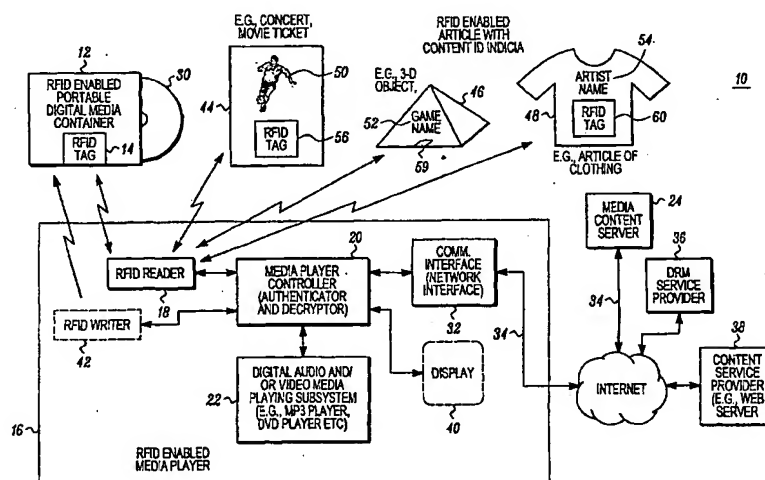 E.G., CONCERT,
MOVIE TICKET
RFID ENABLED
ARTICLE WITH
CONTENT ID INDICIA
12
30
RFID ENABLED
PORTABLE
DIGITAL MEDIA
CONTAINER
RFID
TAG
14
44
50
RFID
TAG
56
E.G., 3-D
OBJECT,
46
52
GAME
NAME
59
54
ARTIST
NAME
48
RFID
TAG
60
E.G., ARTICLE OF
CLOTHING
10
RFID READER
18
RFID WRITER
42
20
MEDIA PLAYER
CONTROLLER
(AUTHENTICATOR
AND DECRYPTOR)
COMM.
INTERFACE
(NETWORK
INTERFACE)
32
34
DISPLAY
40
22
DIGITAL AUDIO AND/
OR VIDEO MEDIA
PLAYING SUBSYSTEM
(E.G., MP3 PLAYER,
DVD PLAYER ETC)
16
RFID ENABLED
MEDIA PLAYER
24
MEDIA
CONTENT
SERVER
34
36
DRM
SERVICE
PROVIDER
INTERNET
38
CONTENT
SERVICE
PROVIDER
(E.G., WEB
SERVER